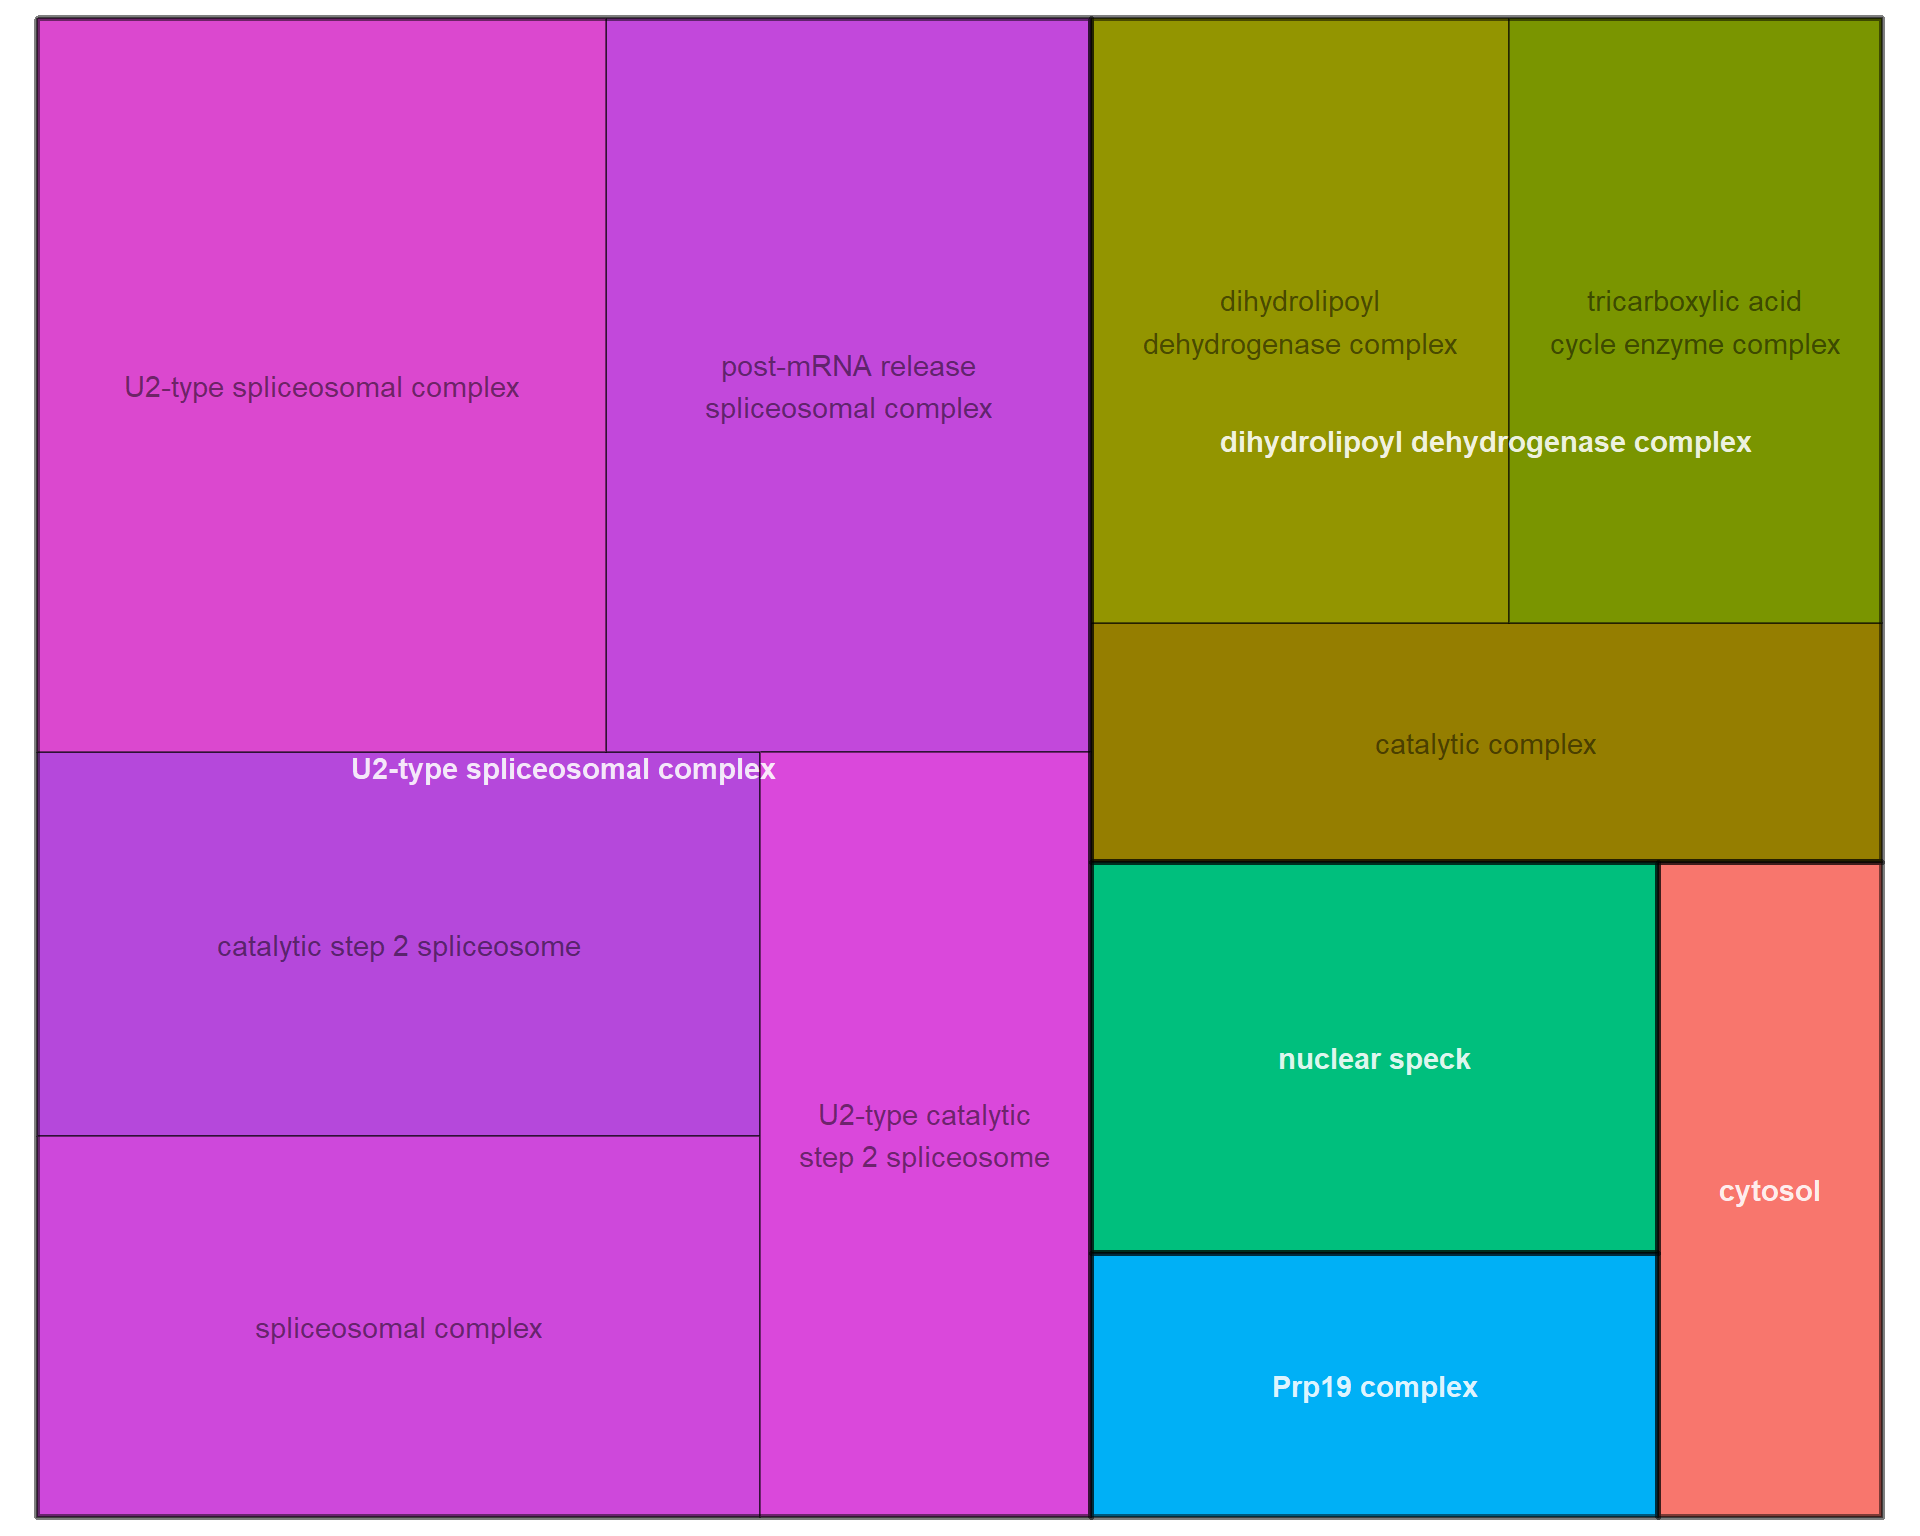 U2-type spliceosomal complex
post-mRNA release
spliceosomal complex
U2-type spliceosomal complex
catalytic step 2 spliceosome
spliceosomal complex
U2-type catalytic
step 2 spliceosome
dihydrolipoyl
dehydrogenase complex
tricarboxylic acid
cycle enzyme complex
dihydrolipoyl dehydrogenase complex
catalytic complex
nuclear speck
cytosol
Prp19 complex